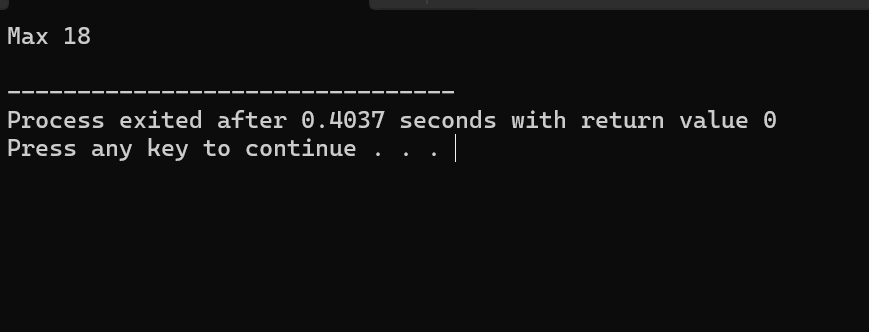 Max 18
--------------------------------
Process exited after 0.4037 seconds with return value 0
Press any key to continue . . .